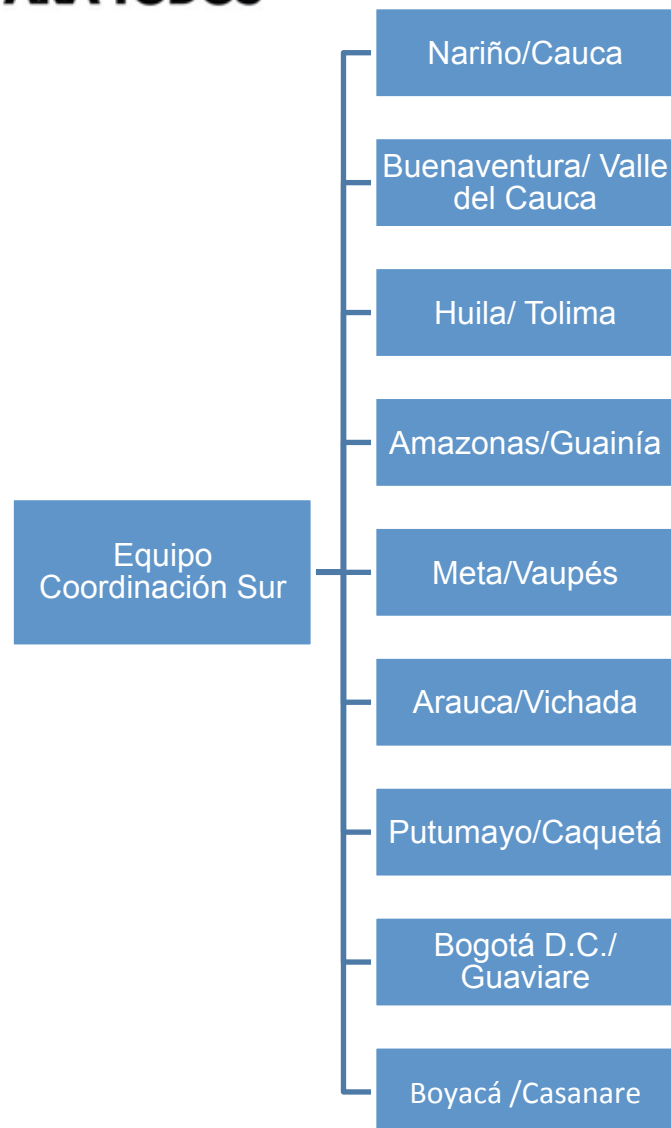 TODOS
Nariño/Cauca
Buenaventura/ Valle
del Cauca
Huila/ Tolima
Amazonas/Guainía
Equipo
Coordinación Sur
Meta/Vaupés
Arauca/Vichada
Putumayo/Caquetá
Bogotá D.C./
Guaviare
Boyacá /Casanare